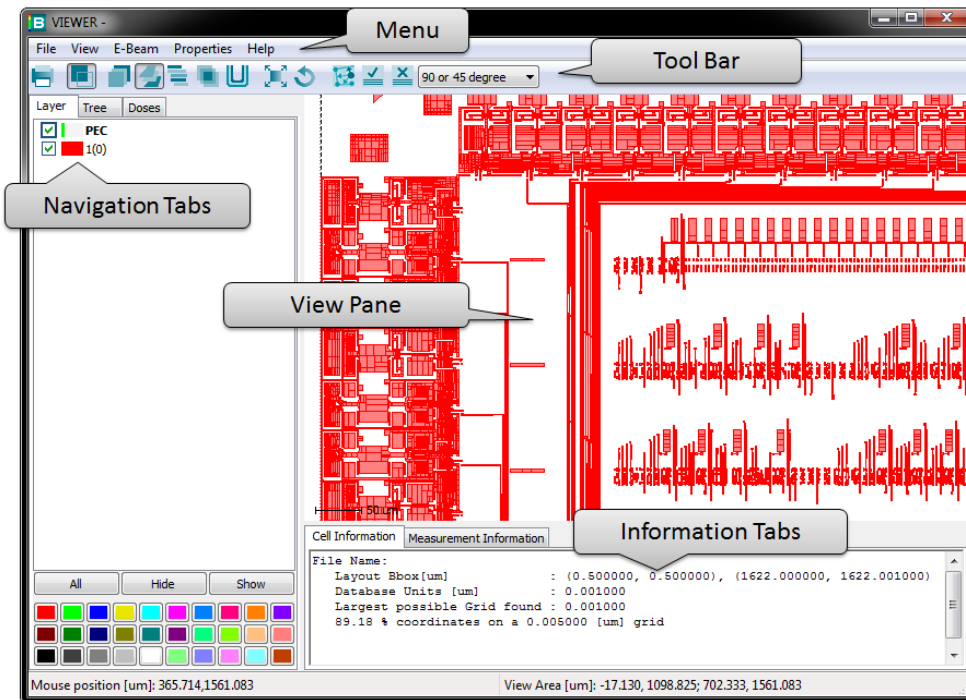 B VIEWER -
Menu
File View E-Beam Properties Help
Tool Bar
90 or 45 degree
Layer Tree Doses
PEC
1(0)
Navigation Tabs
View Pane
50 um
Information Tabs
Cell Information Measurement Information
File Name:
Layout Bbox[um] : (0.500000, 0.500000), (1622.000000, 1622.001000)
Database Units [um] : 0.001000
Largest possible Grid found : 0.001000
89.18 % coordinates on a 0.005000 [um] grid
All Hide Show
Mouse position [um]: 365.714,1561.083 View Area [um]: -17.130, 1098.825; 702.333, 1561.083